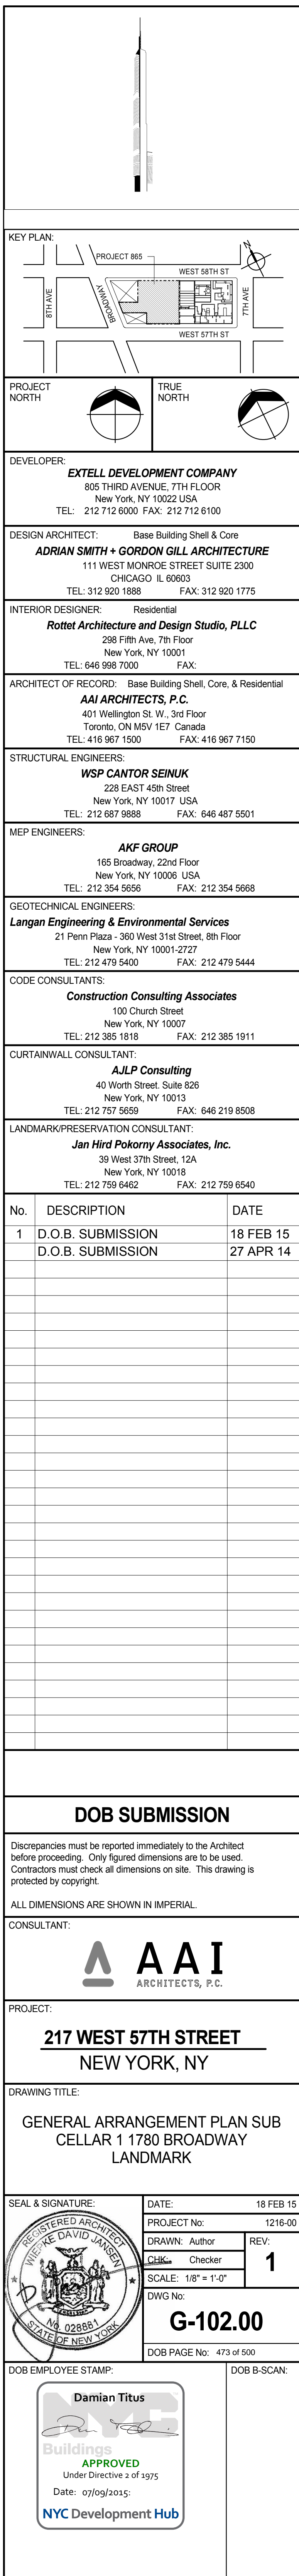 KEY PLAN:
N
PROJECT 865
WEST 58TH ST
8TH AVE
BROADWAY
7TH AVE
WEST 57TH ST
PROJECT
NORTH
TRUE
NORTH
DEVELOPER:
EXTELL DEVELOPMENT COMPANY
805 THIRD AVENUE, 7TH FLOOR
New York, NY 10022 USA
TEL: 212 712 6000 FAX: 212 712 6100
DESIGN ARCHITECT: Base Building Shell & Core
ADRIAN SMITH + GORDON GILL ARCHITECTURE
111 WEST MONROE STREET SUITE 2300
CHICAGO IL 60603
TEL: 312 920 1888 FAX: 312 920 1775
INTERIOR DESIGNER: Residential
Rottet Architecture and Design Studio, PLLC
298 Fifth Ave, 7th Floor
New York, NY 10001
TEL: 646 998 7000 FAX:
ARCHITECT OF RECORD: Base Building Shell, Core, & Residential
AAI ARCHITECTS, P.C.
401 Wellington St. W., 3rd Floor
Toronto, ON M5V 1E7 Canada
TEL: 416 967 1500 FAX: 416 967 7150
STRUCTURAL ENGINEERS:
WSP CANTOR SEINUK
228 EAST 45th Street
New York, NY 10017 USA
TEL: 212 687 9888 FAX: 646 487 5501
MEP ENGINEERS:
AKF GROUP
165 Broadway, 22nd Floor
New York, NY 10006 USA
TEL: 212 354 5656 FAX: 212 354 5668
GEOTECHNICAL ENGINEERS:
Langan Engineering & Environmental Services
21 Penn Plaza - 360 West 31st Street, 8th Floor
New York, NY 10001-2727
TEL: 212 479 5400 FAX: 212 479 5444
CODE CONSULTANTS:
Construction Consulting Associates
100 Church Street
New York, NY 10007
TEL: 212 385 1818 FAX: 212 385 1911
CURTAINWALL CONSULTANT:
AJLP Consulting
40 Worth Street. Suite 826
New York, NY 10013
TEL: 212 757 5659 FAX: 646 219 8508
LANDMARK/PRESERVATION CONSULTANT:
Jan Hird Pokorny Associates, Inc.
39 West 37th Street, 12A
New York, NY 10018
TEL: 212 759 6462 FAX: 212 759 6540
No. DESCRIPTION DATE
1 D.O.B. SUBMISSION 18 FEB 15
D.O.B. SUBMISSION 27 APR 14
DOB SUBMISSION
Discrepancies must be reported immediately to the Architect
before proceeding. Only figured dimensions are to be used.
Contractors must check all dimensions on site. This drawing is
protected by copyright.
ALL DIMENSIONS ARE SHOWN IN IMPERIAL.
CONSULTANT:
AAI
ARCHITECTS, P.C.
PROJECT:
217 WEST 57TH STREET
NEW YORK, NY
DRAWING TITLE:
GENERAL ARRANGEMENT PLAN SUB
CELLAR 1 1780 BROADWAY
LANDMARK
SEAL & SIGNATURE:
REGISTERED ARCHITECT
DAVID JANSEN
No. 028881
STATE OF NEW YORK
DATE: 18 FEB 15
PROJECT No: 1216-00
DRAWN: Author
CHK: Checker
SCALE: 1/8" = 1'-0"
REV:
1
DWG No:
G-102.00
DOB PAGE No: 473 of 500
DOB EMPLOYEE STAMP:
DOB B-SCAN:
Damian Titus
NYC
Buildings
APPROVED
Under Directive 2 of 1975
Date: 07/09/2015:
NYC Development Hub